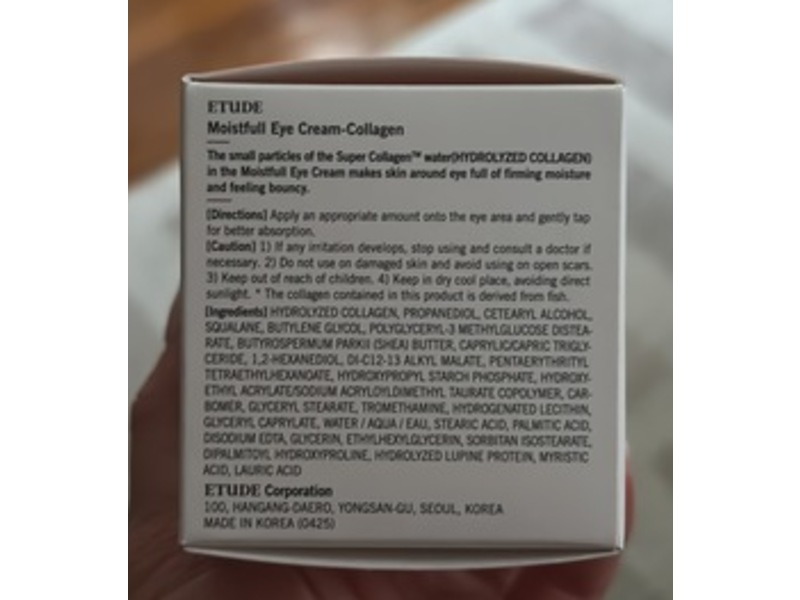 ETUDE
Moistfull Eye Cream-Collagen
The small particles of the Super Collagen™ water(HYDROLYZED COLLAGEN)
in the Moistfull Eye Cream makes skin around eye full of firming moisture
and feeling bouncy.
[Directions] Apply an appropriate amount onto the eye area and gently tap
for better absorption.
[Caution] 1) If any irritation develops, stop using and consult a doctor if
necessary. 2) Do not use on damaged skin and avoid using on open scars.
3) Keep out of reach of children. 4) Keep in dry cool place, avoiding direct
sunlight. * The collagen contained in this product is derived from fish.
[Ingredients] HYDROLYZED COLLAGEN, PROPANEDIOL, CETEARYL ALCOHOL,
SQUALANE, BUTYLENE GLYCOL, POLYGLYCERYL-3 METHYLGLUCOSE DISTEA-
RATE, BUTYROSPERMUM PARKII (SHEA) BUTTER, CAPRYLIC/CAPRIC TRIGLY-
CERIDE, 1,2-HEXANEDIOL, DI-C12-13 ALKYL MALATE, PENTAERYTHRITYL
TETRAETHYLHEXANOATE, HYDROXYPROPYL STARCH PHOSPHATE, HYDROXY-
ETHYL ACRYLATE/SODIUM ACRYLOYLDIMETHYL TAURATE COPOLYMER, CAR-
BOMER, GLYCERYL STEARATE, TROMETHAMINE, HYDROGENATED LECITHIN,
GLYCERYL CAPRYLATE, WATER / AQUA / EAU, STEARIC ACID, PALMITIC ACID,
DISODIUM EDTA, GLYCERIN, ETHYLHEXYLGLYCERIN, SORBITAN ISOSTEARATE,
DIPALMITOYL HYDROXYPROLINE, HYDROLYZED LUPINE PROTEIN, MYRISTIC
ACID, LAURIC ACID
ETUDE Corporation
100, HANGANG-DAERO, YONGSAN-GU, SEOUL, KOREA
MADE IN KOREA (0425)